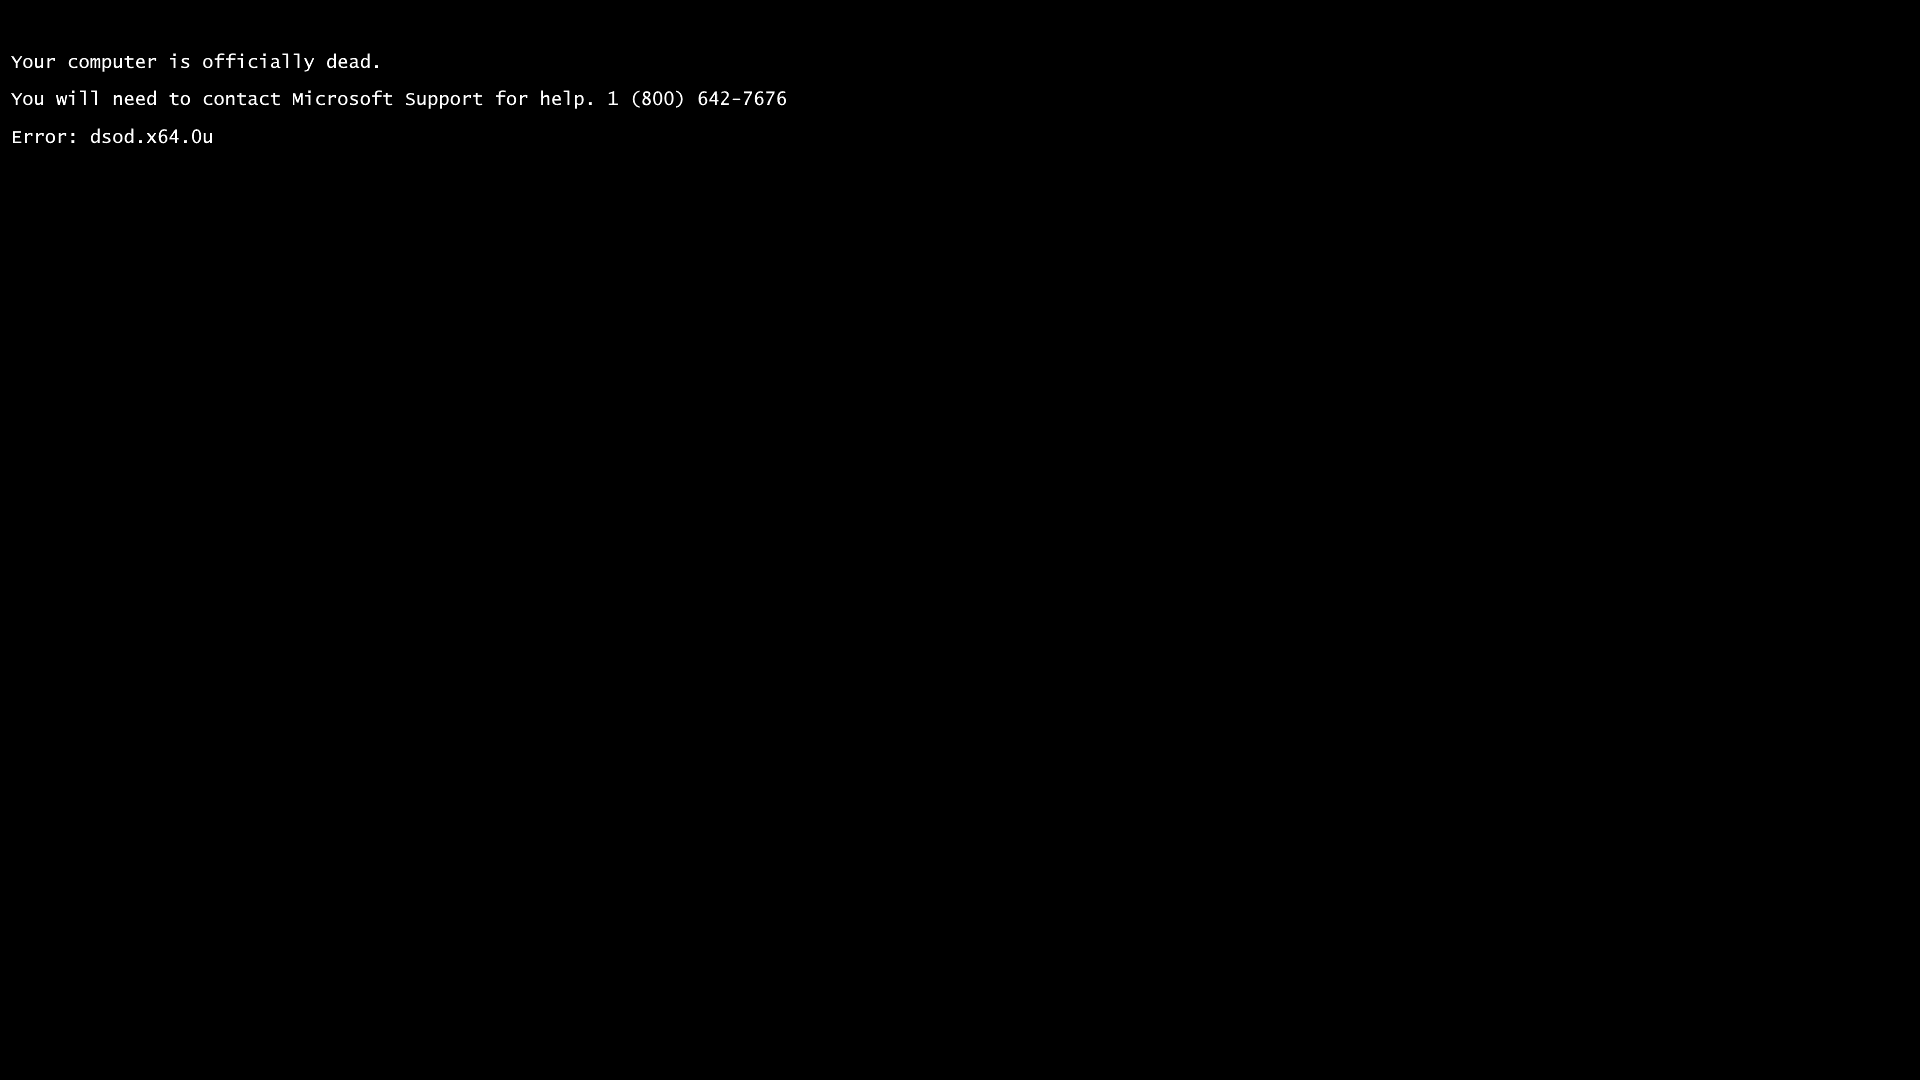 Your computer is officially dead.
You will need to contact Microsoft Support for help. 1 (800) 642-7676
Error: dsod.x64.0u